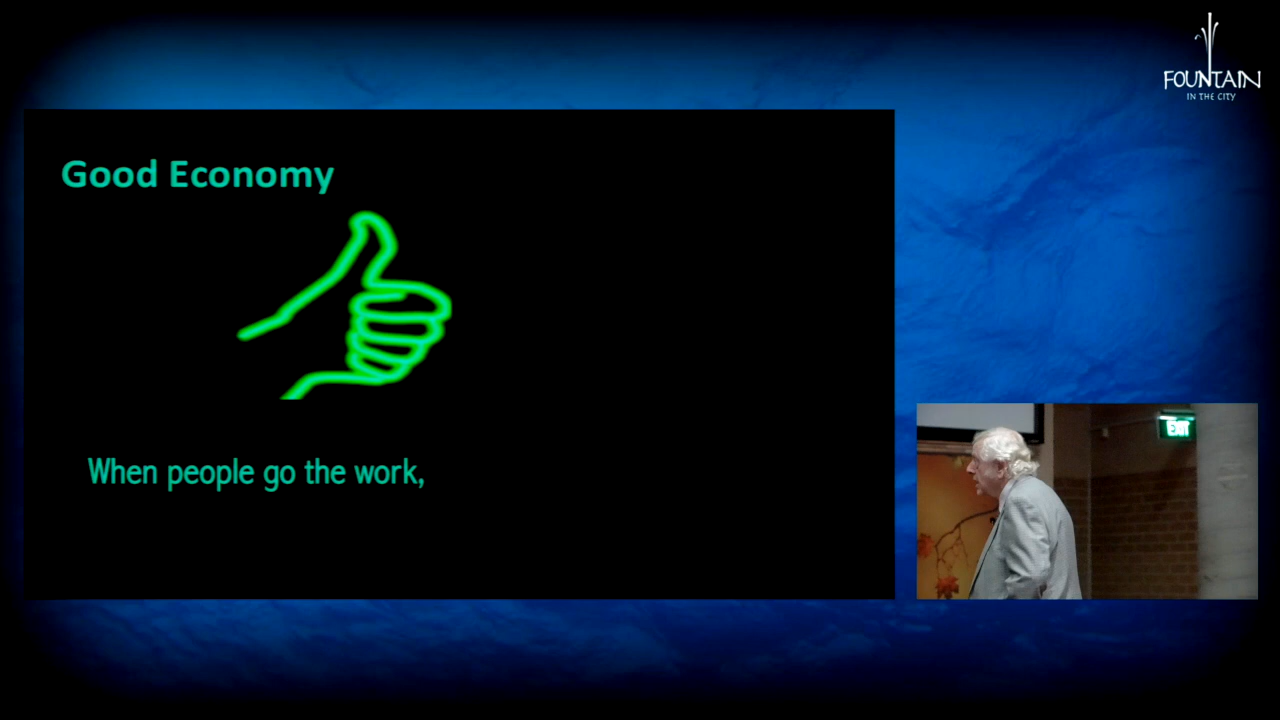 FOUNTAIN
IN THE CITY
Good Economy
When people go the work,
EXIT